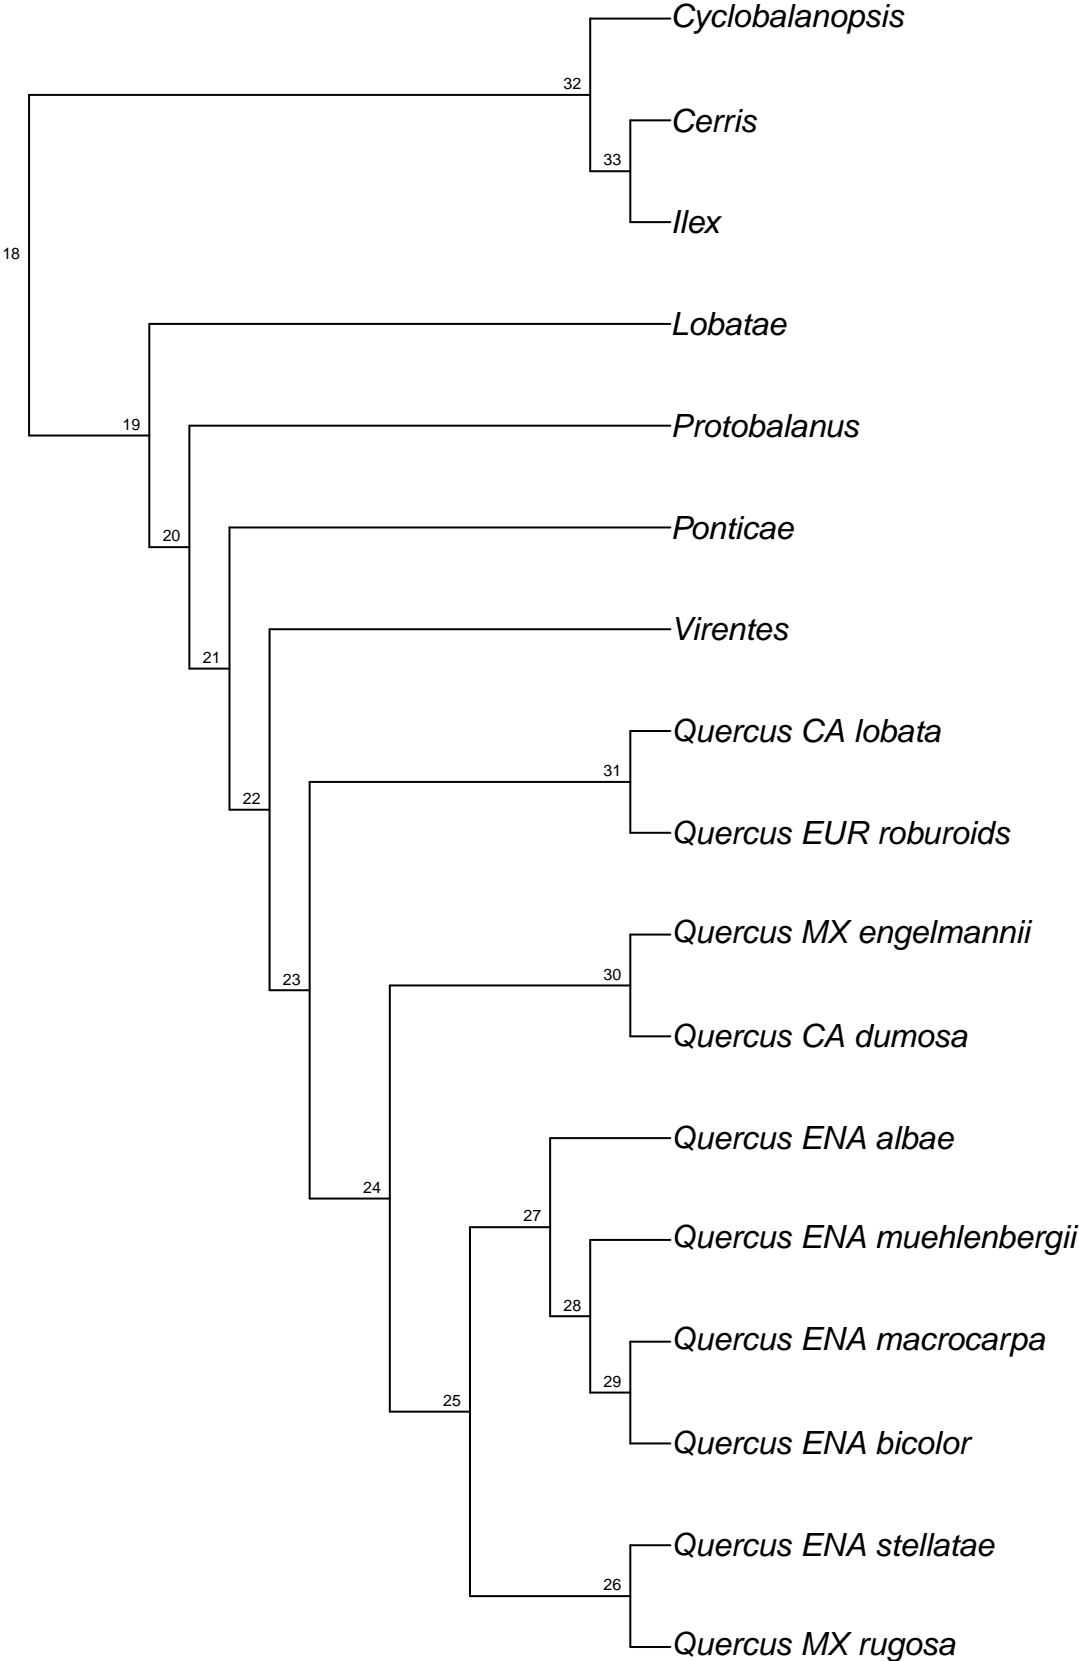 Cyclobalanopsis
32
Cerris
33
Ilex
18
Lobatae
19
Protobalanus
20
Ponticae
21
Virentes
Quercus CA lobata
31
22
Quercus EUR roburoids
Quercus MX engelmannii
30
23
Quercus CA dumosa
Quercus ENA albae
24
27
Quercus ENA muehlenbergii
28
Quercus ENA macrocarpa
29
25
Quercus ENA bicolor
Quercus ENA stellatae
26
Quercus MX rugosa